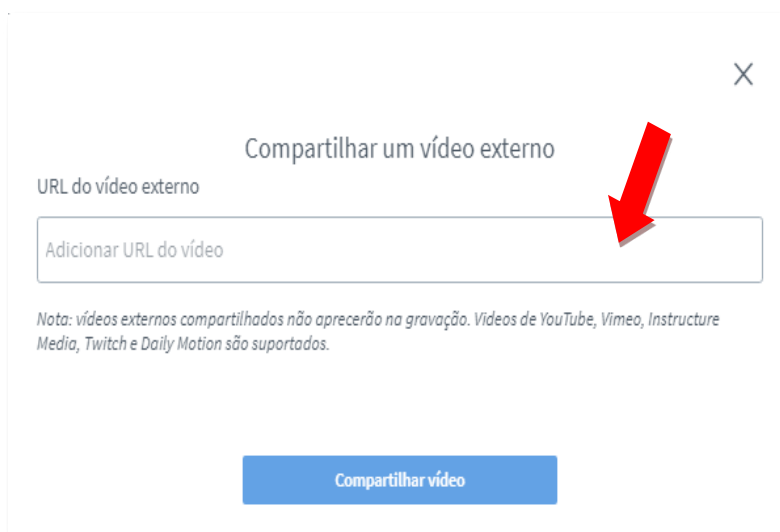 Compartilhar um vídeo externo
URL do vídeo externo
Adicionar URL do vídeo
Nota: vídeos externos compartilhados não aprecerão na gravação. Videos de YouTube, Vimeo, Instructure
Media, Twitch e Daily Motion são suportados.
Compartilhar vídeo